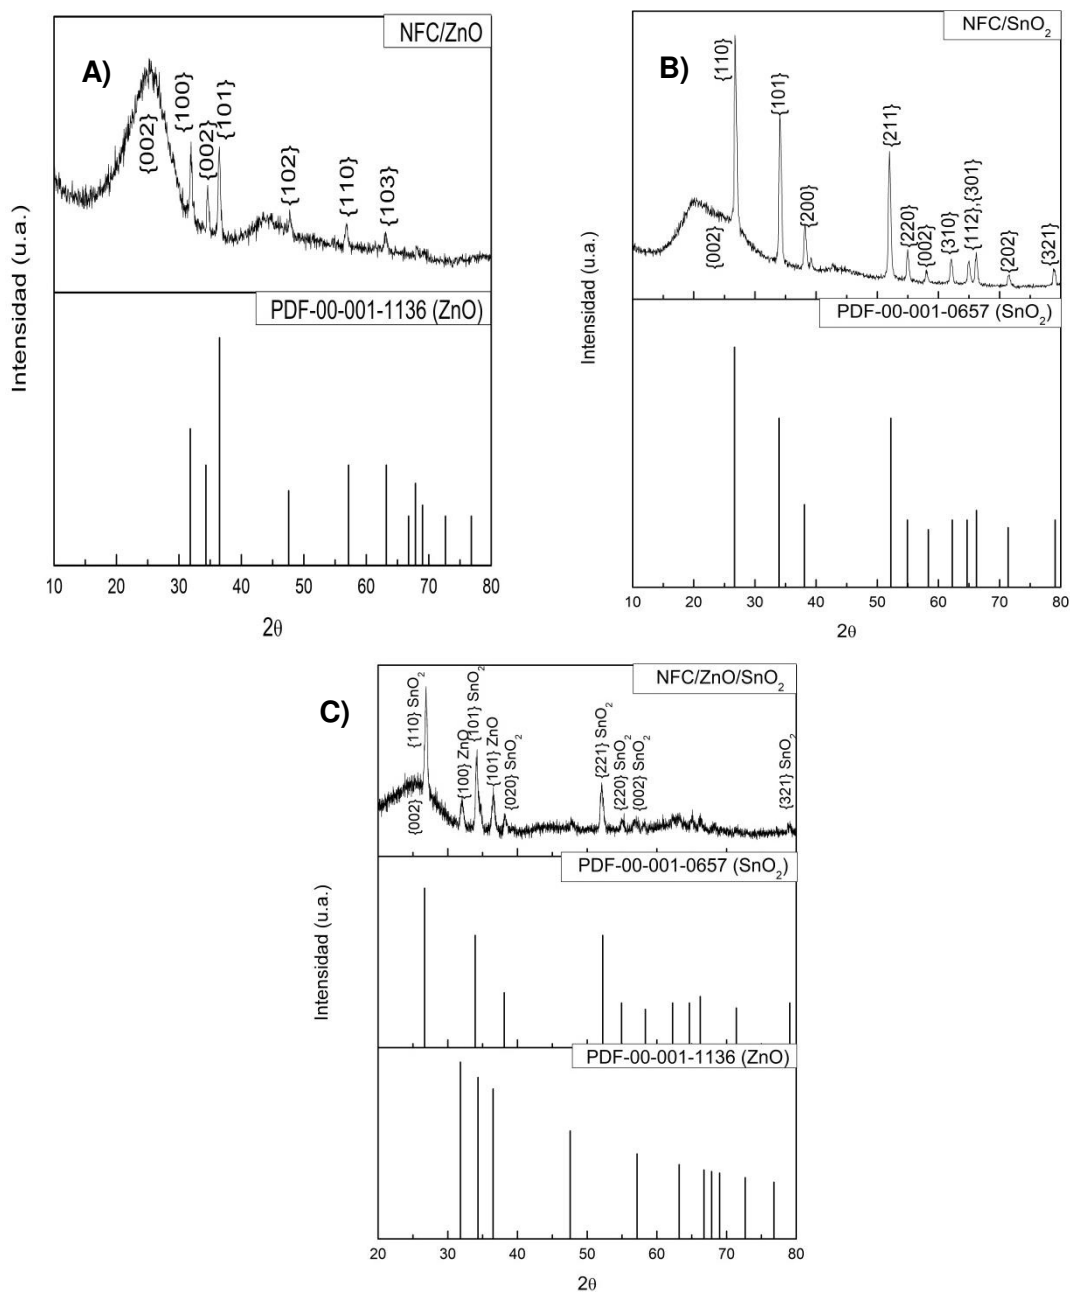 A)
NFC/ZnO
{002}
{100}
{002}
{101}
{102}
{110}
{103}
Intensidad (u.a.)
PDF-00-001-1136 (ZnO)
10 20 30 40 50 60 70 80
2θ
B)
NFC/SnO₂
{002}
{110}
{101}
{200}
{211}
{220}
{002}
{310}
{112},{301}
{202}
{321}
Intensidad (u.a.)
PDF-00-001-0657 (SnO₂)
10 20 30 40 50 60 70 80
2θ
C)
NFC/ZnO/SnO₂
{002}
{110} SnO₂
{100} ZnO
{101} SnO₂
{101} ZnO
{020} SnO₂
{221} SnO₂
{220} SnO₂
{002} SnO₂
{321} SnO₂
PDF-00-001-0657 (SnO₂)
Intensidad (u.a.)
PDF-00-001-1136 (ZnO)
20 30 40 50 60 70 80
2θ